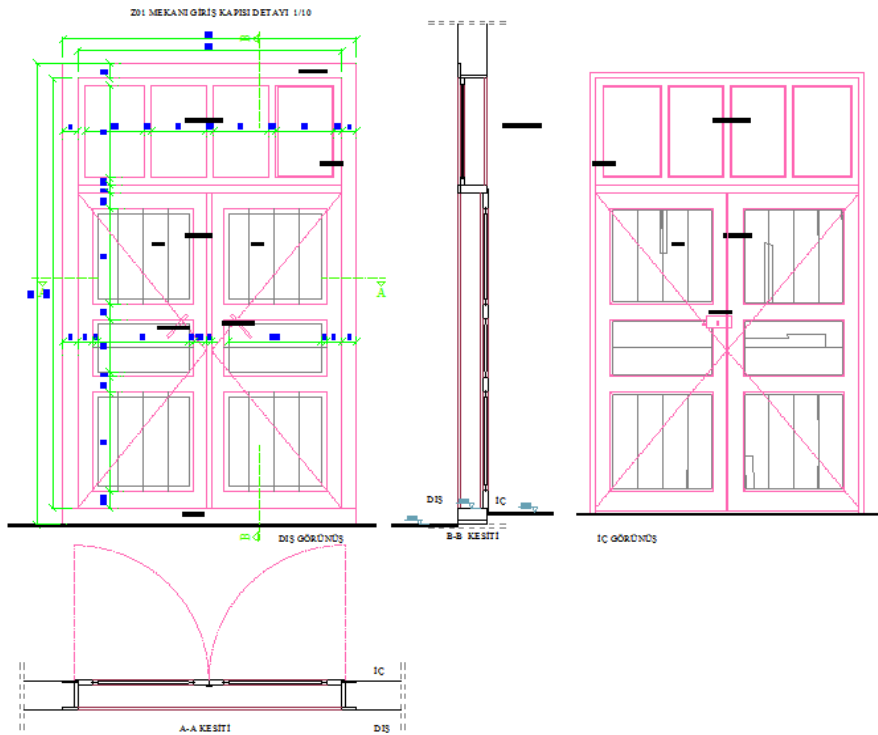 Z01 MEKANI GİRİŞ KAPISI DETAYI 1/10
B
A
A
DIŞ
İÇ
B
DIŞ GÖRÜNÜŞ
B-B KESİTİ
İÇ GÖRÜNÜŞ
İÇ
A-A KESİTİ
DIŞ